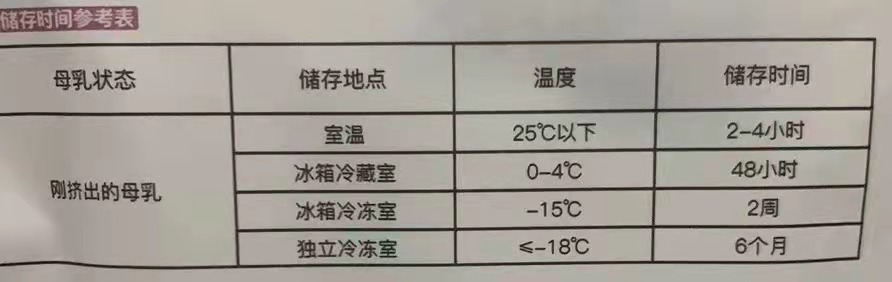 储存时间参考表
母乳状态 储存地点 温度 储存时间
刚挤出的母乳 室温 25℃以下 2-4小时
冰箱冷藏室 0-4℃ 48小时
冰箱冷冻室 -15℃ 2周
独立冷冻室 ≤-18℃ 6个月